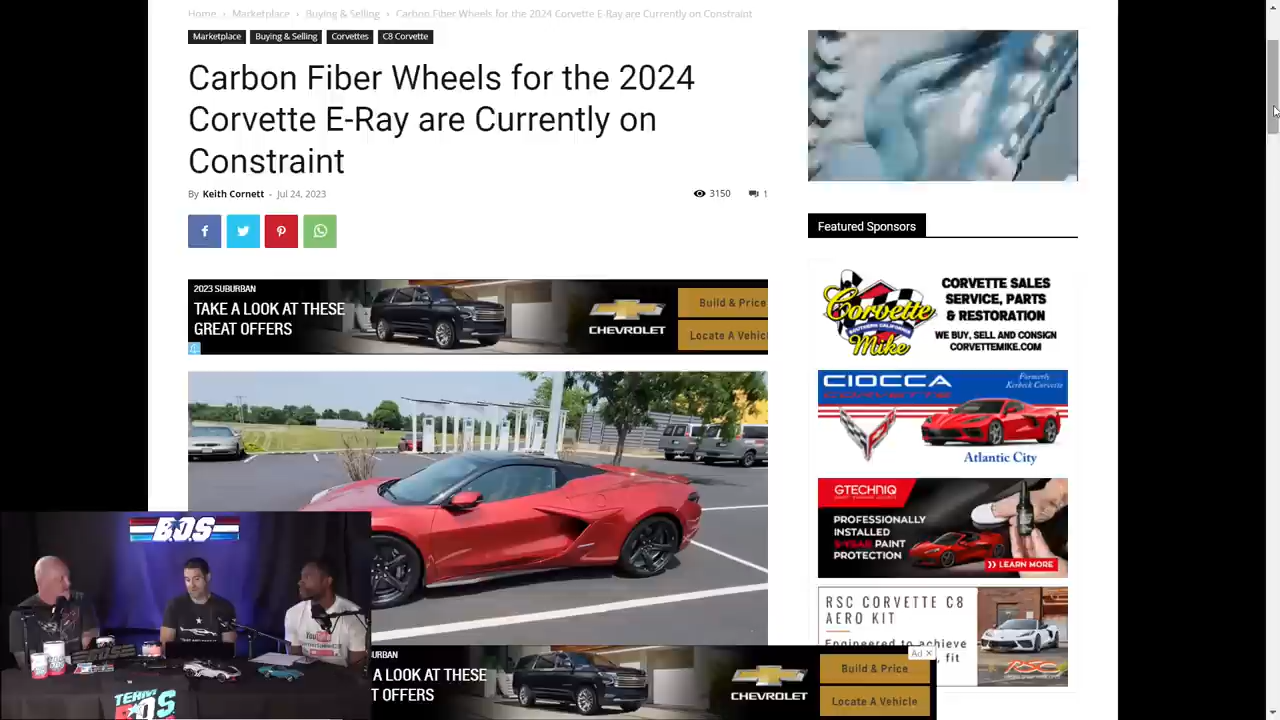 Home › Marketplace › Buying & Selling › Carbon Fiber Wheels for the 2024 Corvette E-Ray are Currently on Constraint
Marketplace
Buying & Selling
Corvettes
C8 Corvette
Carbon Fiber Wheels for the 2024
Corvette E-Ray are Currently on
Constraint
By Keith Cornett - Jul 24, 2023
3150
1
2023 SUBURBAN
TAKE A LOOK AT THESE
GREAT OFFERS
CHEVROLET
Build & Price
Locate A Vehic
Featured Sponsors
Corvette
SOUTHERN CALIFORNIA
Mike
CORVETTE SALES
SERVICE, PARTS
& RESTORATION
WE BUY, SELL AND CONSIGN
CORVETTEMIKE.COM
CIOCCA
CORVETTE
Formerly
Kerbeck Corvette
Atlantic City
GTECHNIQ
PROFESSIONALLY
INSTALLED
PAINT
PROTECTION
LEARN MORE
RSC CORVETTE C8
AERO KIT
Engineered to achieve
fit
RSC
B.O.S
TEAM
BOS
URBAN
A LOOK AT THESE
T OFFERS
CHEVROLET
Ad ×
Build & Price
Locate A Vehicle